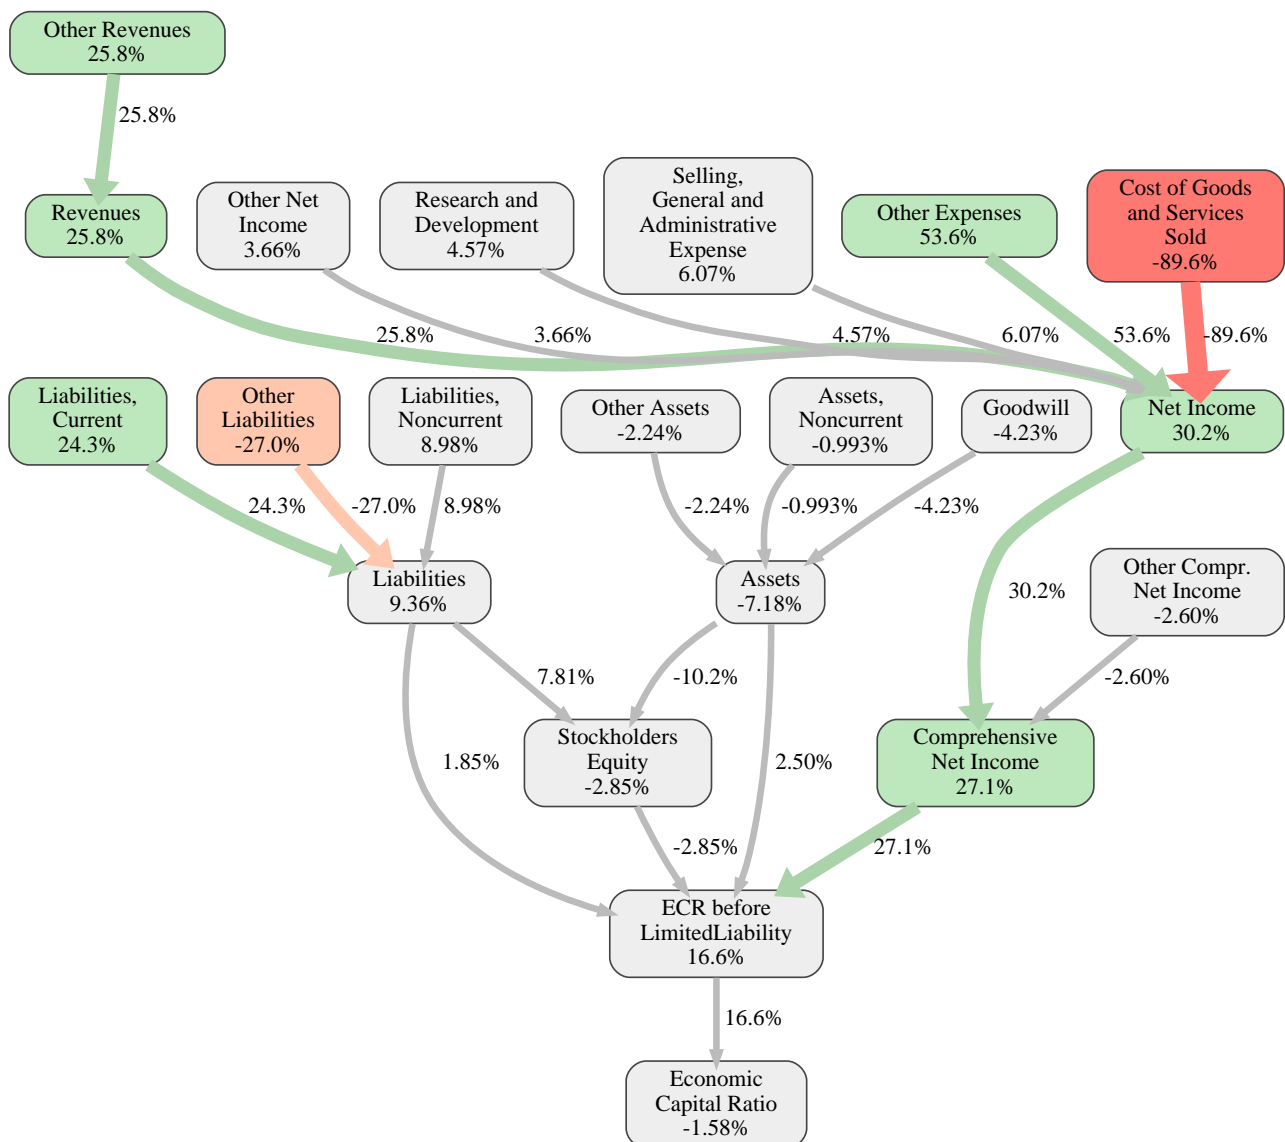 Other Revenues
25.8%
25.8%
Revenues
25.8%
Other Net
Income
3.66%
Research and
Development
4.57%
Selling,
General and
Administrative
Expense
6.07%
Other Expenses
53.6%
Cost of Goods
and Services
Sold
-89.6%
25.8%
3.66%
4.57%
6.07%
53.6%
-89.6%
Liabilities,
Current
24.3%
Other
Liabilities
-27.0%
Liabilities,
Noncurrent
8.98%
Other Assets
-2.24%
Assets,
Noncurrent
-0.993%
Goodwill
-4.23%
Net Income
30.2%
24.3%
-27.0%
8.98%
-2.24%
-0.993%
-4.23%
30.2%
Liabilities
9.36%
Assets
-7.18%
Other Compr.
Net Income
-2.60%
7.81%
-10.2%
-2.60%
1.85%
Stockholders
Equity
-2.85%
2.50%
Comprehensive
Net Income
27.1%
-2.85%
27.1%
ECR before
LimitedLiability
16.6%
16.6%
Economic
Capital Ratio
-1.58%